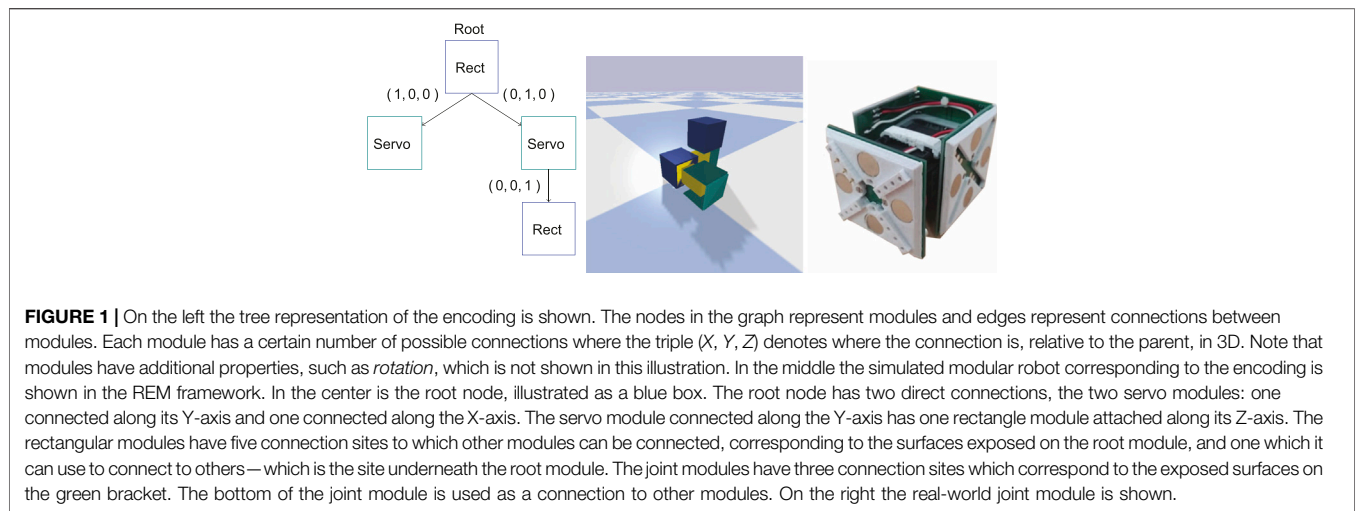 Root
Rect
( 1, 0, 0 )
( 0, 1, 0 )
Servo
Servo
( 0, 0, 1 )
Rect
FIGURE 1 | On the left the tree representation of the encoding is shown. The nodes in the graph represent modules and edges represent connections between
modules. Each module has a certain number of possible connections where the triple (X, Y, Z) denotes where the connection is, relative to the parent, in 3D. Note that
modules have additional properties, such as rotation, which is not shown in this illustration. In the middle the simulated modular robot corresponding to the encoding is
shown in the REM framework. In the center is the root node, illustrated as a blue box. The root node has two direct connections, the two servo modules: one
connected along its Y-axis and one connected along the X-axis. The servo module connected along the Y-axis has one rectangle module attached along its Z-axis. The
rectangular modules have five connection sites to which other modules can be connected, corresponding to the surfaces exposed on the root module, and one which it
can use to connect to others—which is the site underneath the root module. The joint modules have three connection sites which correspond to the exposed surfaces on
the green bracket. The bottom of the joint module is used as a connection to other modules. On the right the real-world joint module is shown.